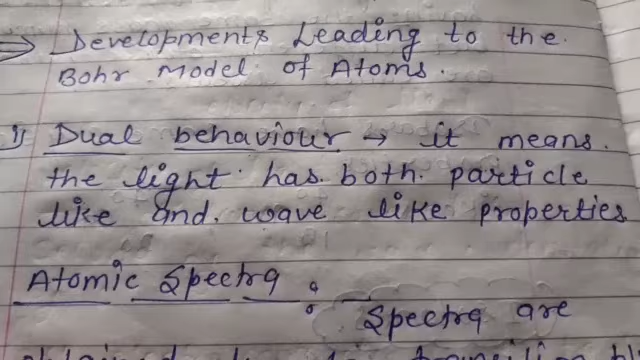 ⇒ Developments Leading to the
Bohr Model of Atoms.
1) Dual behaviour → it means
the light has both particle
like and wave like properties
Atomic Spectra :
Spectra are